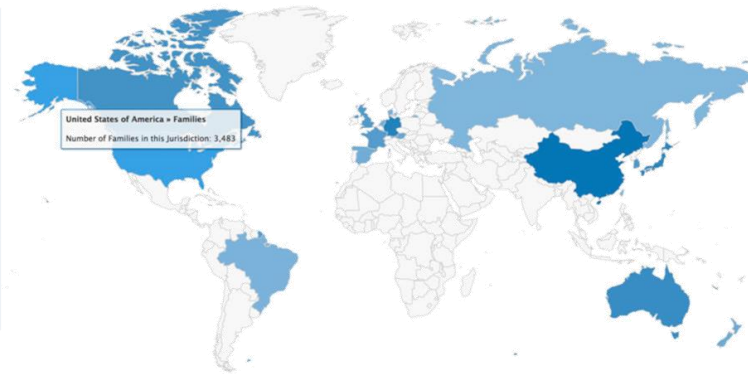 United States of America » Families
Number of Families in this Jurisdiction: 3,483